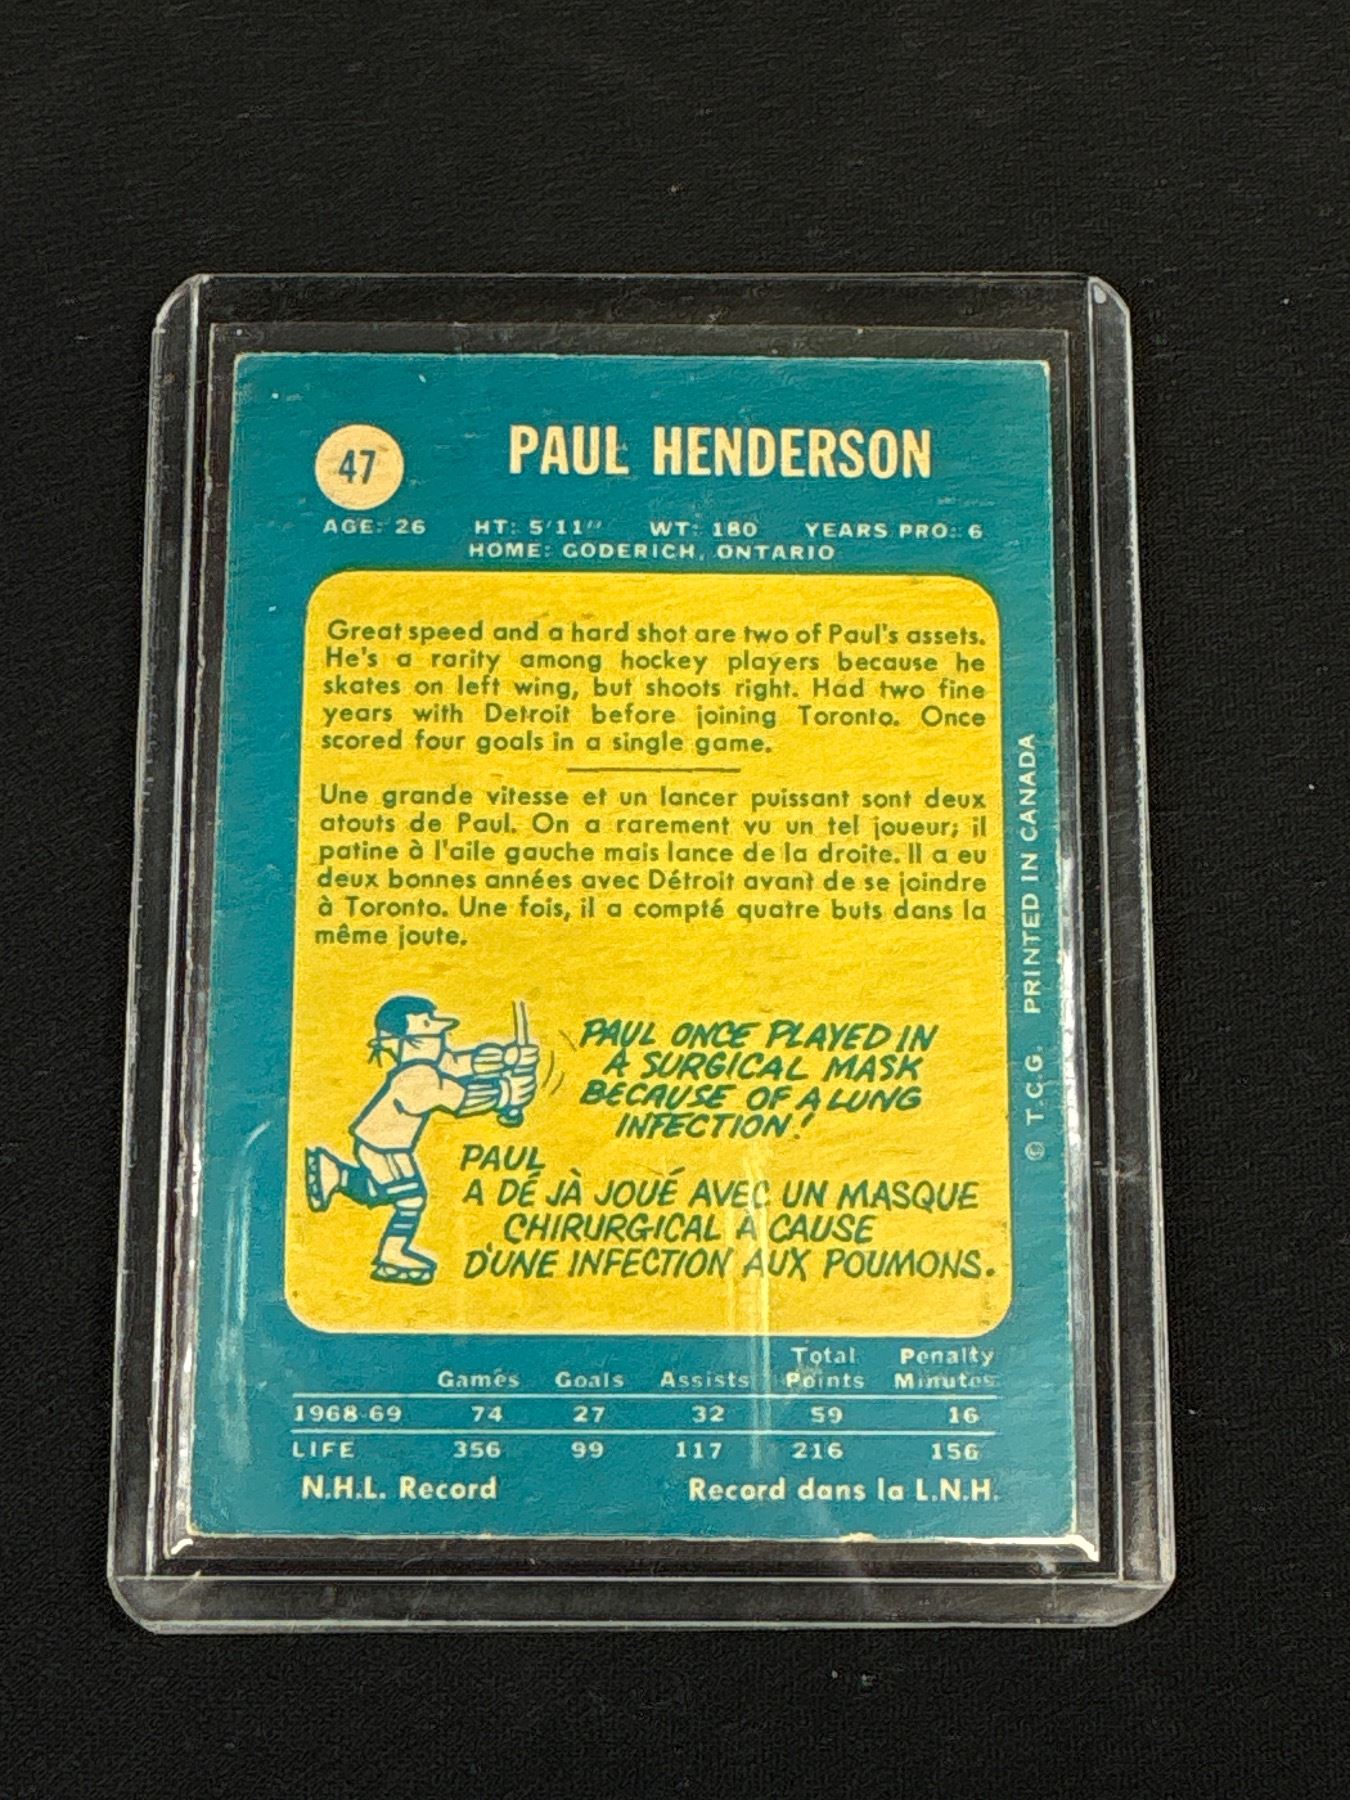 47
PAUL HENDERSON
AGE: 26 HT: 5'11" WT: 180 YEARS PRO: 6
HOME: GODERICH, ONTARIO
Great speed and a hard shot are two of Paul's assets.
He's a rarity among hockey players because he
skates on left wing, but shoots right. Had two fine
years with Detroit before joining Toronto. Once
scored four goals in a single game.
Une grande vitesse et un lancer puissant sont deux
atouts de Paul. On a rarement vu un tel joueur; il
patine à l'aile gauche mais lance de la droite. Il a eu
deux bonnes années avec Détroit avant de se joindre
à Toronto. Une fois, il a compté quatre buts dans la
même joute.
PAUL ONCE PLAYED IN
A SURGICAL MASK
BECAUSE OF A LUNG
INFECTION!
PAUL
A DÉJÀ JOUÉ AVEC UN MASQUE
CHIRURGICAL A CAUSE
D'UNE INFECTION AUX POUMONS.
Total Penalty
Games Goals Assists Points Minutes
1968-69 74 27 32 59 16
LIFE 356 99 117 216 156
N.H.L. Record Record dans la L.N.H.
© T.C.G. PRINTED IN CANADA